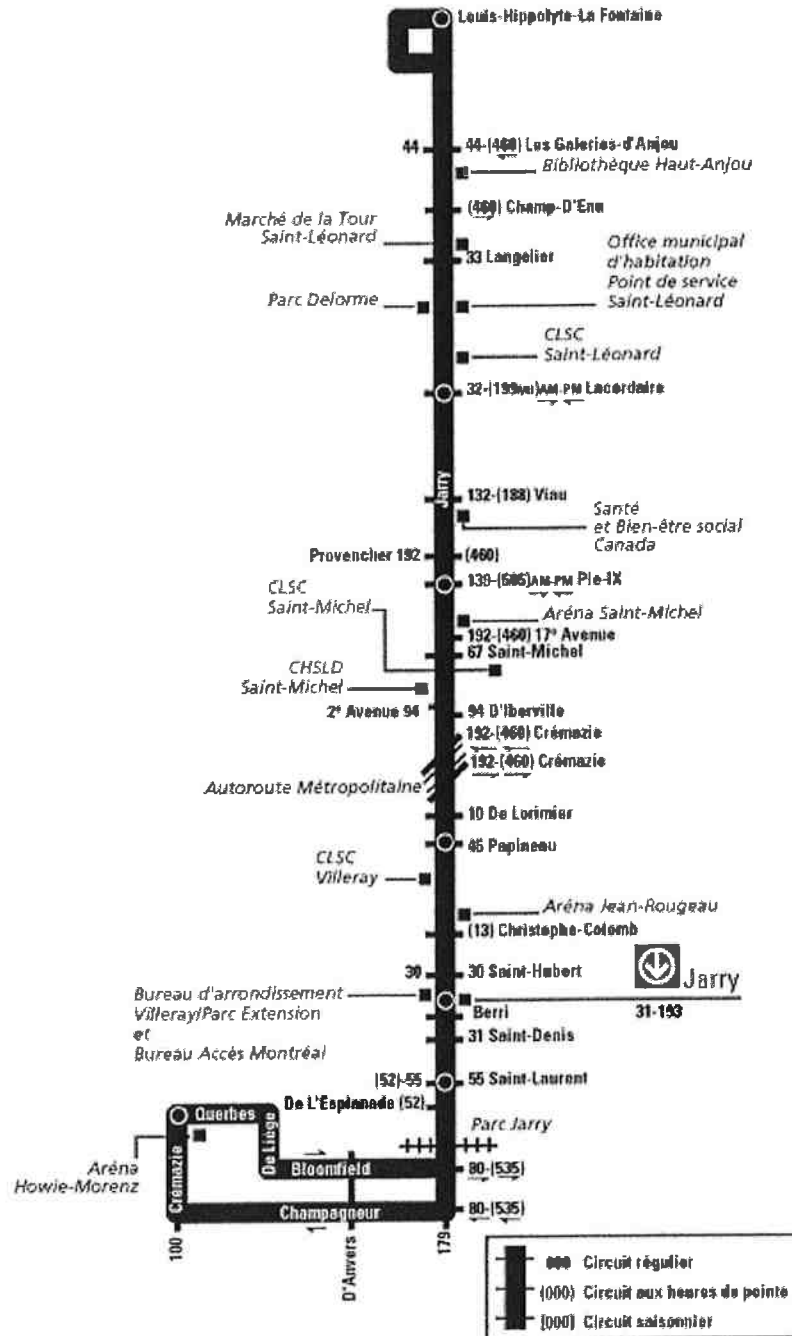 Louis-Hippolyte-La Fontaine
44
44-(460) Les Galeries-d'Anjou
Bibliothèque Haut-Anjou
(460) Champ-D'Eau
Marché de la Tour
Saint-Léonard
33 Langelier
Office municipal
d'habitation
Point de service
Saint-Léonard
Parc Delorme
CLSC
Saint-Léonard
AM-PM Lacordaire
Jarry
132-(188) Viau
Santé
et Bien-être social
Canada
Provencher 192
(460)
AM-PM Pie-IX
CLSC
Saint-Michel
Aréna Saint-Michel
192-(460) 17e Avenue
67 Saint-Michel
CHSLD
Saint-Michel
2e Avenue 94
94 D'Iberville
192-(460) Crémazie
192-(460) Crémazie
Autoroute Métropolitaine
10 De Lorimier
45 Papineau
CLSC
Villeray
Aréna Jean-Rougeau
(13) Christophe-Colomb
30
30 Saint-Hubert
Jarry
Bureau d'arrondissement
Villeray/Parc Extension
et
Bureau Accès Montréal
Berri
31-193
31 Saint-Denis
(52)-55
55 Saint-Laurent
De L'Esplanade (52)
Parc Jarry
Querbes
De Liège
Bloomfield
80-(535)
Aréna
Howie-Morenz
Crémazie
Champagneur
80-(535)
100
D'Anvers
179
000 Circuit régulier
(000) Circuit aux heures de pointe
[000] Circuit saisonnier